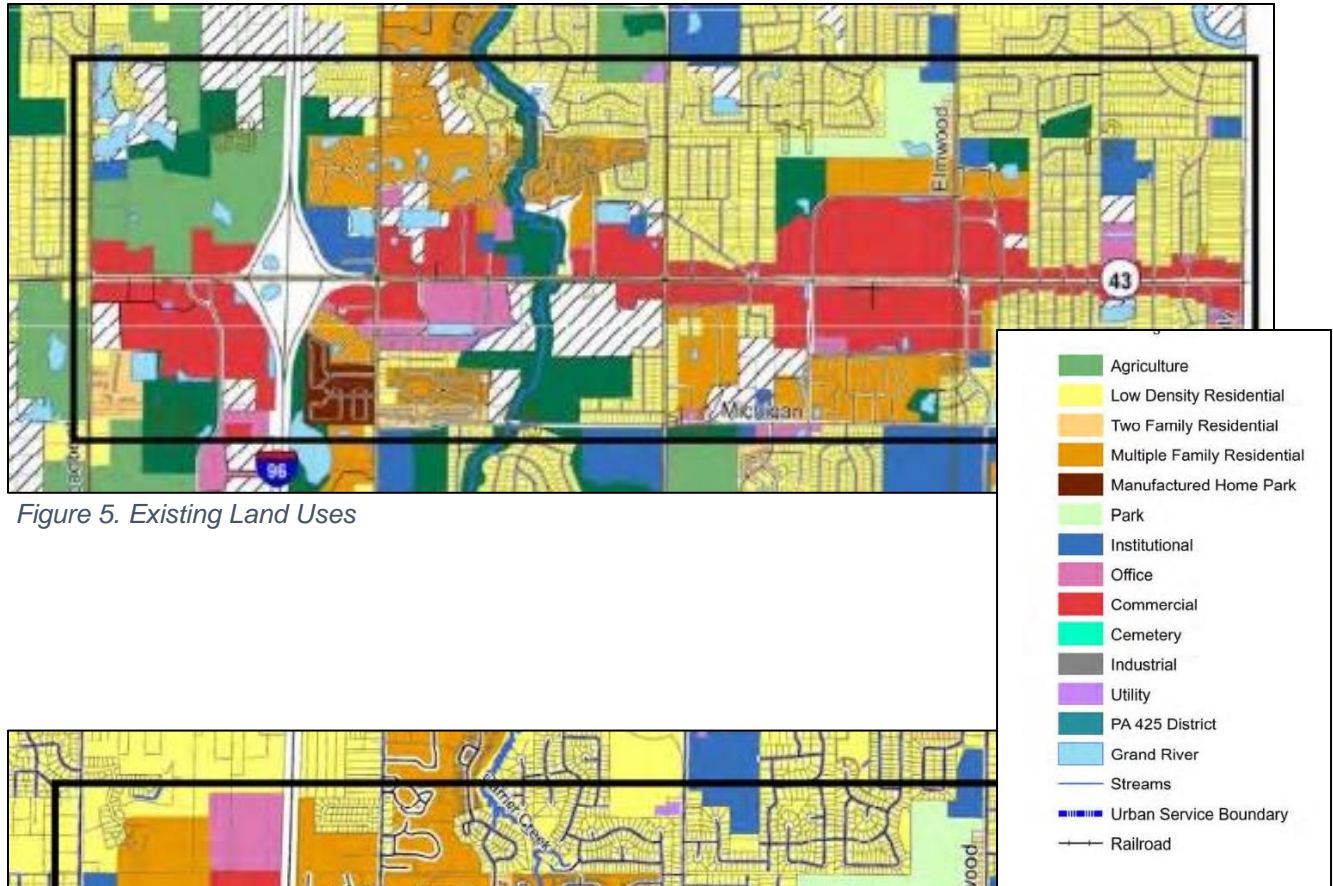 Elmwood
43
Michigan
96
Figure 5. Existing Land Uses
Agriculture
Low Density Residential
Two Family Residential
Multiple Family Residential
Manufactured Home Park
Park
Institutional
Office
Commercial
Cemetery
Industrial
Utility
PA 425 District
Grand River
Streams
Urban Service Boundary
Railroad
Creek
wood